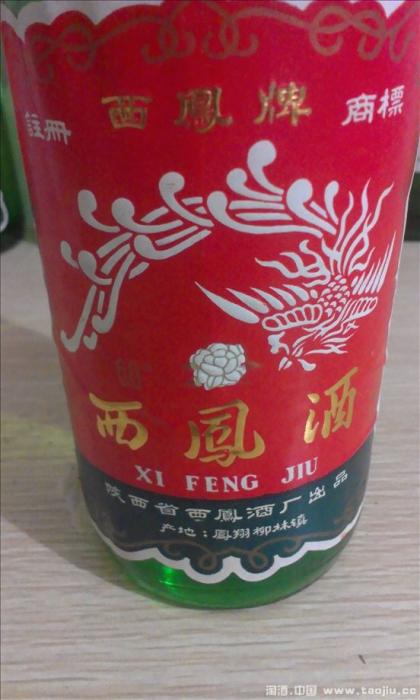 註冊 西鳳牌 商標
60°
西鳳酒
XI FENG JIU
陕西省西鳳酒厂出品
产地：鳳翔柳林镇
淘酒.中国 www.taojiu.cc